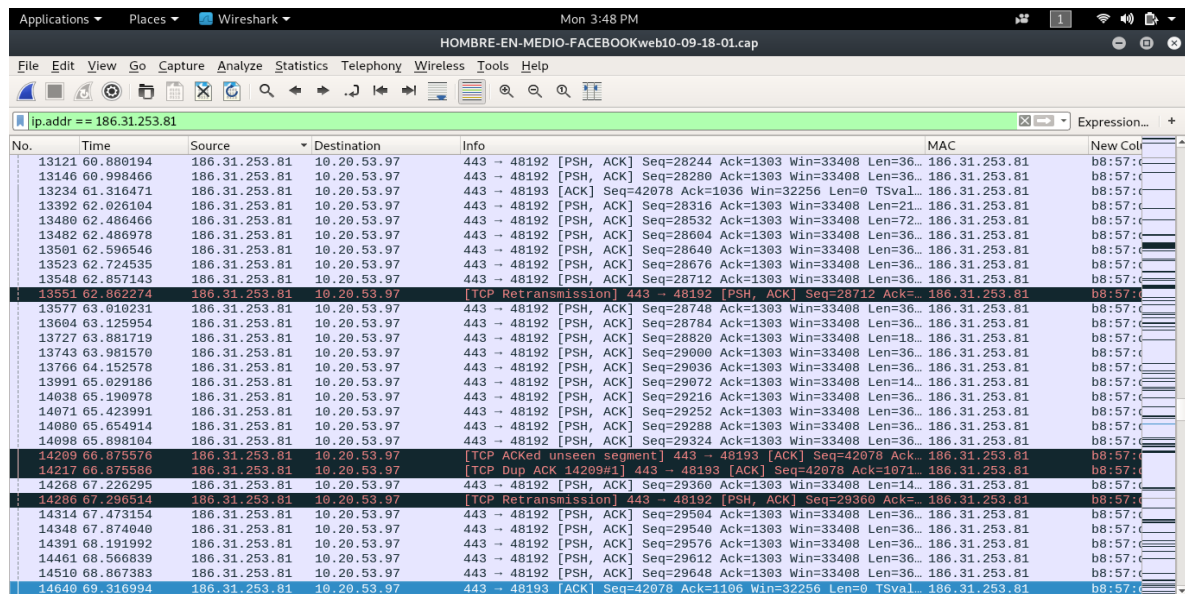 Applications ▾ Places ▾ Wireshark ▾ Mon 3:48 PM 1
HOMBRE-EN-MEDIO-FACEBOOKweb10-09-18-01.cap
File Edit View Go Capture Analyze Statistics Telephony Wireless Tools Help
ip.addr == 186.31.253.81 Expression... +
No. Time Source Destination Info MAC New Col
13121 60.880194 186.31.253.81 10.20.53.97 443 → 48192 [PSH, ACK] Seq=28244 Ack=1303 Win=33408 Len=36… 186.31.253.81 b8:57:
13146 60.998466 186.31.253.81 10.20.53.97 443 → 48192 [PSH, ACK] Seq=28280 Ack=1303 Win=33408 Len=36… 186.31.253.81 b8:57:
13234 61.316471 186.31.253.81 10.20.53.97 443 → 48193 [ACK] Seq=42078 Ack=1036 Win=32256 Len=0 TSval… 186.31.253.81 b8:57:
13392 62.026104 186.31.253.81 10.20.53.97 443 → 48192 [PSH, ACK] Seq=28316 Ack=1303 Win=33408 Len=21… 186.31.253.81 b8:57:
13480 62.486466 186.31.253.81 10.20.53.97 443 → 48192 [PSH, ACK] Seq=28532 Ack=1303 Win=33408 Len=72… 186.31.253.81 b8:57:
13482 62.486978 186.31.253.81 10.20.53.97 443 → 48192 [PSH, ACK] Seq=28604 Ack=1303 Win=33408 Len=36… 186.31.253.81 b8:57:
13501 62.596546 186.31.253.81 10.20.53.97 443 → 48192 [PSH, ACK] Seq=28640 Ack=1303 Win=33408 Len=36… 186.31.253.81 b8:57:
13523 62.724535 186.31.253.81 10.20.53.97 443 → 48192 [PSH, ACK] Seq=28676 Ack=1303 Win=33408 Len=36… 186.31.253.81 b8:57:
13548 62.857143 186.31.253.81 10.20.53.97 443 → 48192 [PSH, ACK] Seq=28712 Ack=1303 Win=33408 Len=36… 186.31.253.81 b8:57:
13551 62.862274 186.31.253.81 10.20.53.97 [TCP Retransmission] 443 → 48192 [PSH, ACK] Seq=28712 Ack=… 186.31.253.81 b8:57:
13577 63.010231 186.31.253.81 10.20.53.97 443 → 48192 [PSH, ACK] Seq=28748 Ack=1303 Win=33408 Len=36… 186.31.253.81 b8:57:
13604 63.125954 186.31.253.81 10.20.53.97 443 → 48192 [PSH, ACK] Seq=28784 Ack=1303 Win=33408 Len=36… 186.31.253.81 b8:57:
13727 63.881719 186.31.253.81 10.20.53.97 443 → 48192 [PSH, ACK] Seq=28820 Ack=1303 Win=33408 Len=18… 186.31.253.81 b8:57:
13743 63.981570 186.31.253.81 10.20.53.97 443 → 48192 [PSH, ACK] Seq=29000 Ack=1303 Win=33408 Len=36… 186.31.253.81 b8:57:
13766 64.152578 186.31.253.81 10.20.53.97 443 → 48192 [PSH, ACK] Seq=29036 Ack=1303 Win=33408 Len=36… 186.31.253.81 b8:57:
13991 65.029186 186.31.253.81 10.20.53.97 443 → 48192 [PSH, ACK] Seq=29072 Ack=1303 Win=33408 Len=14… 186.31.253.81 b8:57:
14038 65.190978 186.31.253.81 10.20.53.97 443 → 48192 [PSH, ACK] Seq=29216 Ack=1303 Win=33408 Len=36… 186.31.253.81 b8:57:
14071 65.423991 186.31.253.81 10.20.53.97 443 → 48192 [PSH, ACK] Seq=29252 Ack=1303 Win=33408 Len=36… 186.31.253.81 b8:57:
14080 65.654914 186.31.253.81 10.20.53.97 443 → 48192 [PSH, ACK] Seq=29288 Ack=1303 Win=33408 Len=36… 186.31.253.81 b8:57:
14098 65.898104 186.31.253.81 10.20.53.97 443 → 48192 [PSH, ACK] Seq=29324 Ack=1303 Win=33408 Len=36… 186.31.253.81 b8:57:
14209 66.875576 186.31.253.81 10.20.53.97 [TCP ACKed unseen segment] 443 → 48193 [ACK] Seq=42078 Ack… 186.31.253.81 b8:57:
14217 66.875586 186.31.253.81 10.20.53.97 [TCP Dup ACK 14209#1] 443 → 48193 [ACK] Seq=42078 Ack=1071… 186.31.253.81 b8:57:
14268 67.226295 186.31.253.81 10.20.53.97 443 → 48192 [PSH, ACK] Seq=29360 Ack=1303 Win=33408 Len=14… 186.31.253.81 b8:57:
14286 67.296514 186.31.253.81 10.20.53.97 [TCP Retransmission] 443 → 48192 [PSH, ACK] Seq=29360 Ack=… 186.31.253.81 b8:57:
14314 67.473154 186.31.253.81 10.20.53.97 443 → 48192 [PSH, ACK] Seq=29504 Ack=1303 Win=33408 Len=36… 186.31.253.81 b8:57:
14348 67.874040 186.31.253.81 10.20.53.97 443 → 48192 [PSH, ACK] Seq=29540 Ack=1303 Win=33408 Len=36… 186.31.253.81 b8:57:
14391 68.191992 186.31.253.81 10.20.53.97 443 → 48192 [PSH, ACK] Seq=29576 Ack=1303 Win=33408 Len=36… 186.31.253.81 b8:57:
14461 68.566839 186.31.253.81 10.20.53.97 443 → 48192 [PSH, ACK] Seq=29612 Ack=1303 Win=33408 Len=36… 186.31.253.81 b8:57:
14510 68.867383 186.31.253.81 10.20.53.97 443 → 48192 [PSH, ACK] Seq=29648 Ack=1303 Win=33408 Len=36… 186.31.253.81 b8:57:
14640 69.316994 186.31.253.81 10.20.53.97 443 → 48193 [ACK] Seq=42078 Ack=1106 Win=32256 Len=0 TSval… 186.31.253.81 b8:57: